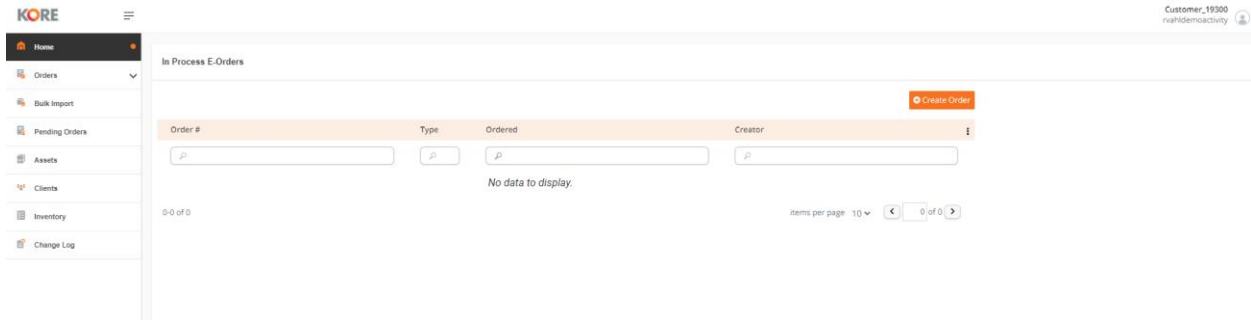 KORE
Customer_19300
rvahldemoactivity
Home
Orders
Bulk Import
Pending Orders
Assets
Clients
Inventory
Change Log
In Process E-Orders
Create Order
Order # Type Ordered Creator
No data to display.
0-0 of 0 items per page 10 0 of 0